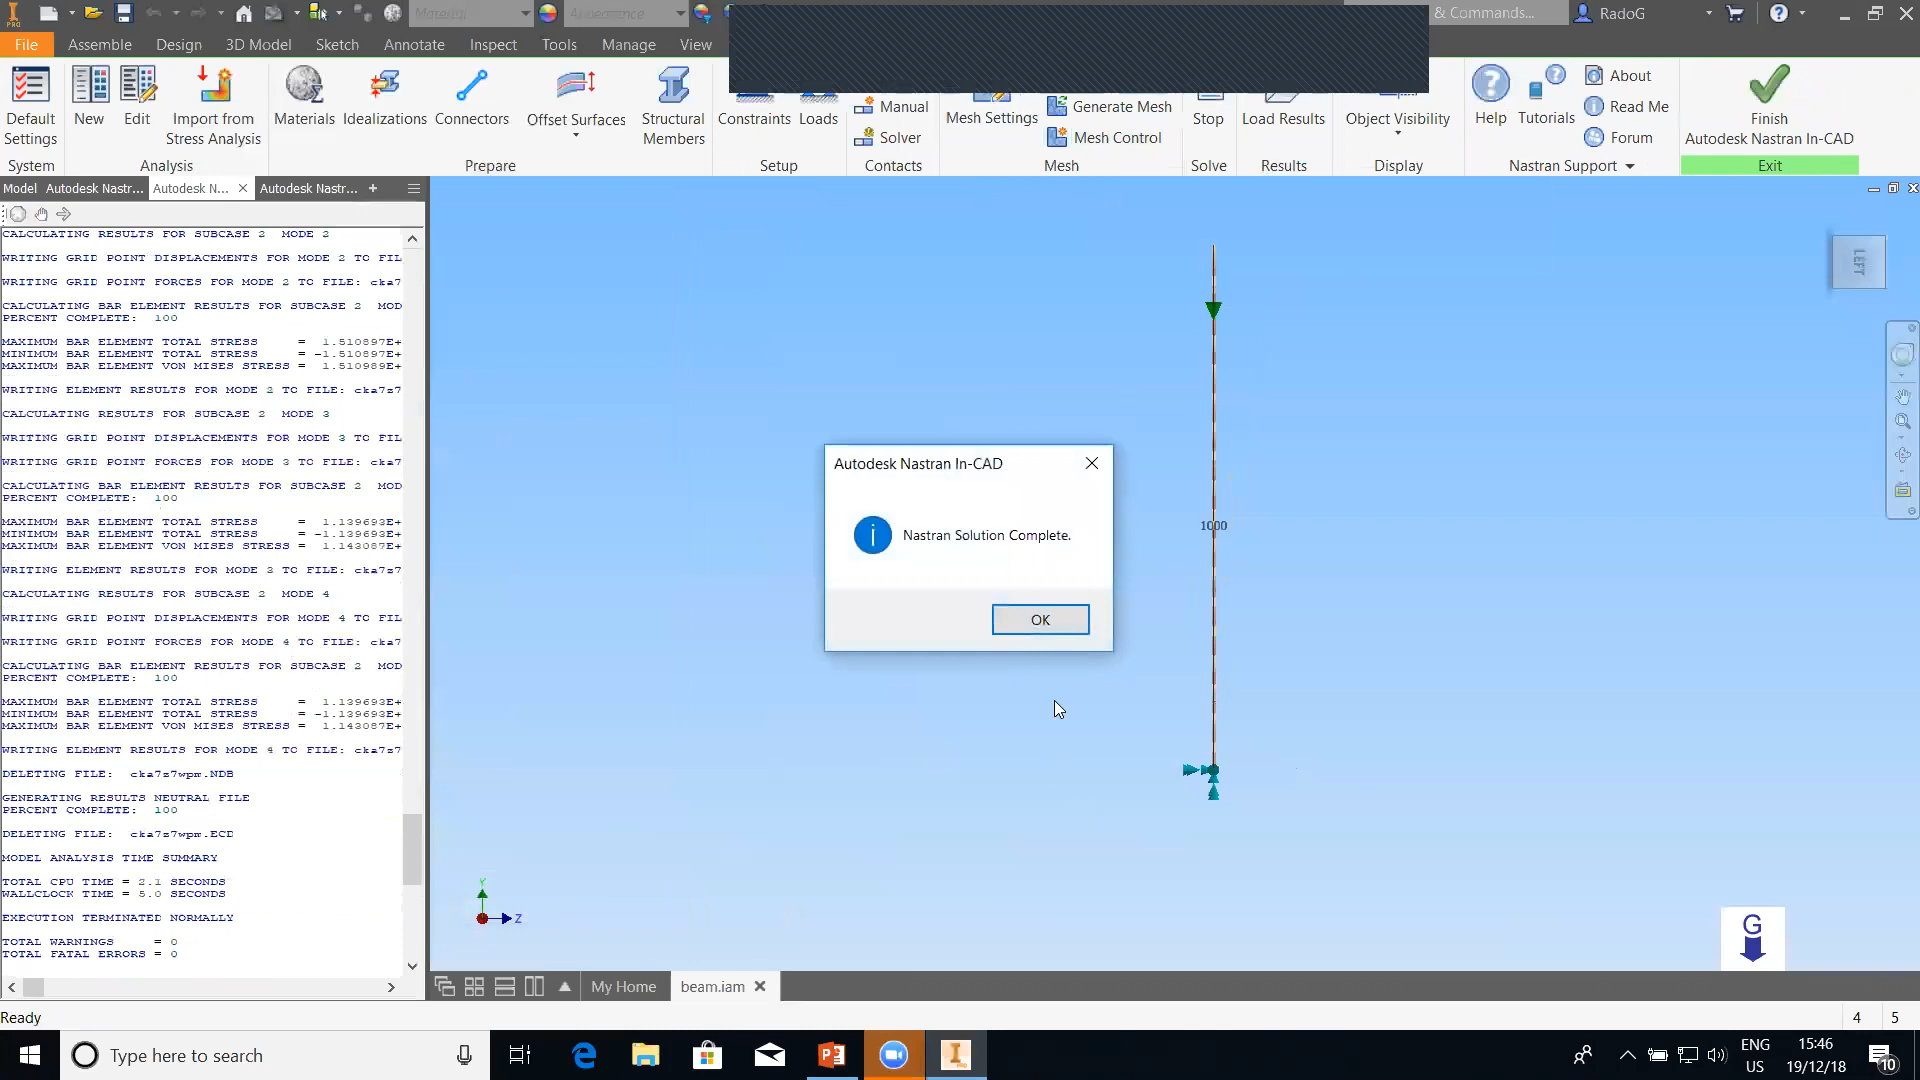 Material
Appearance
& Commands...
RadoG
File
Assemble
Design
3D Model
Sketch
Annotate
Inspect
Tools
Manage
View
Default Settings
New
Edit
Import from Stress Analysis
Materials
Idealizations
Connectors
Offset Surfaces
Structural Members
Constraints
Loads
Manual
Solver
Mesh Settings
Generate Mesh
Mesh Control
Stop
Load Results
Object Visibility
Help
Tutorials
About
Read Me
Forum
Finish
Autodesk Nastran In-CAD
System
Analysis
Prepare
Setup
Contacts
Mesh
Solve
Results
Display
Nastran Support
Exit
Model
Autodesk Nastr...
Autodesk N...
Autodesk Nastr...
CALCULATING RESULTS FOR SUBCASE 2 MODE 2
WRITING GRID POINT DISPLACEMENTS FOR MODE 2 TO FIL
WRITING GRID POINT FORCES FOR MODE 2 TO FILE: cka7
CALCULATING BAR ELEMENT RESULTS FOR SUBCASE 2 MOD
PERCENT COMPLETE: 100
MAXIMUM BAR ELEMENT TOTAL STRESS = 1.510897E+
MINIMUM BAR ELEMENT TOTAL STRESS = -1.510897E+
MAXIMUM BAR ELEMENT VON MISES STRESS = 1.510989E+
WRITING ELEMENT RESULTS FOR MODE 2 TO FILE: cka7z7
CALCULATING RESULTS FOR SUBCASE 2 MODE 3
WRITING GRID POINT DISPLACEMENTS FOR MODE 3 TO FIL
WRITING GRID POINT FORCES FOR MODE 3 TO FILE: cka7
CALCULATING BAR ELEMENT RESULTS FOR SUBCASE 2 MOD
PERCENT COMPLETE: 100
MAXIMUM BAR ELEMENT TOTAL STRESS = 1.139693E+
MINIMUM BAR ELEMENT TOTAL STRESS = -1.139693E+
MAXIMUM BAR ELEMENT VON MISES STRESS = 1.143087E+
WRITING ELEMENT RESULTS FOR MODE 3 TO FILE: cka7z7
CALCULATING RESULTS FOR SUBCASE 2 MODE 4
WRITING GRID POINT DISPLACEMENTS FOR MODE 4 TO FIL
WRITING GRID POINT FORCES FOR MODE 4 TO FILE: cka7
CALCULATING BAR ELEMENT RESULTS FOR SUBCASE 2 MOD
PERCENT COMPLETE: 100
MAXIMUM BAR ELEMENT TOTAL STRESS = 1.139693E+
MINIMUM BAR ELEMENT TOTAL STRESS = -1.139693E+
MAXIMUM BAR ELEMENT VON MISES STRESS = 1.143087E+
WRITING ELEMENT RESULTS FOR MODE 4 TO FILE: cka7z7
DELETING FILE: cka7z7wpm.NDB
GENERATING RESULTS NEUTRAL FILE
PERCENT COMPLETE: 100
DELETING FILE: cka7z7wpm.ECD
MODEL ANALYSIS TIME SUMMARY
TOTAL CPU TIME = 2.1 SECONDS
WALLCLOCK TIME = 5.0 SECONDS
EXECUTION TERMINATED NORMALLY
TOTAL WARNINGS = 0
TOTAL FATAL ERRORS = 0
LEFT
Autodesk Nastran In-CAD
Nastran Solution Complete.
OK
1000
Y
Z
G
My Home
beam.iam
Ready
4
5
Type here to search
ENG
US
15:46
19/12/18
10